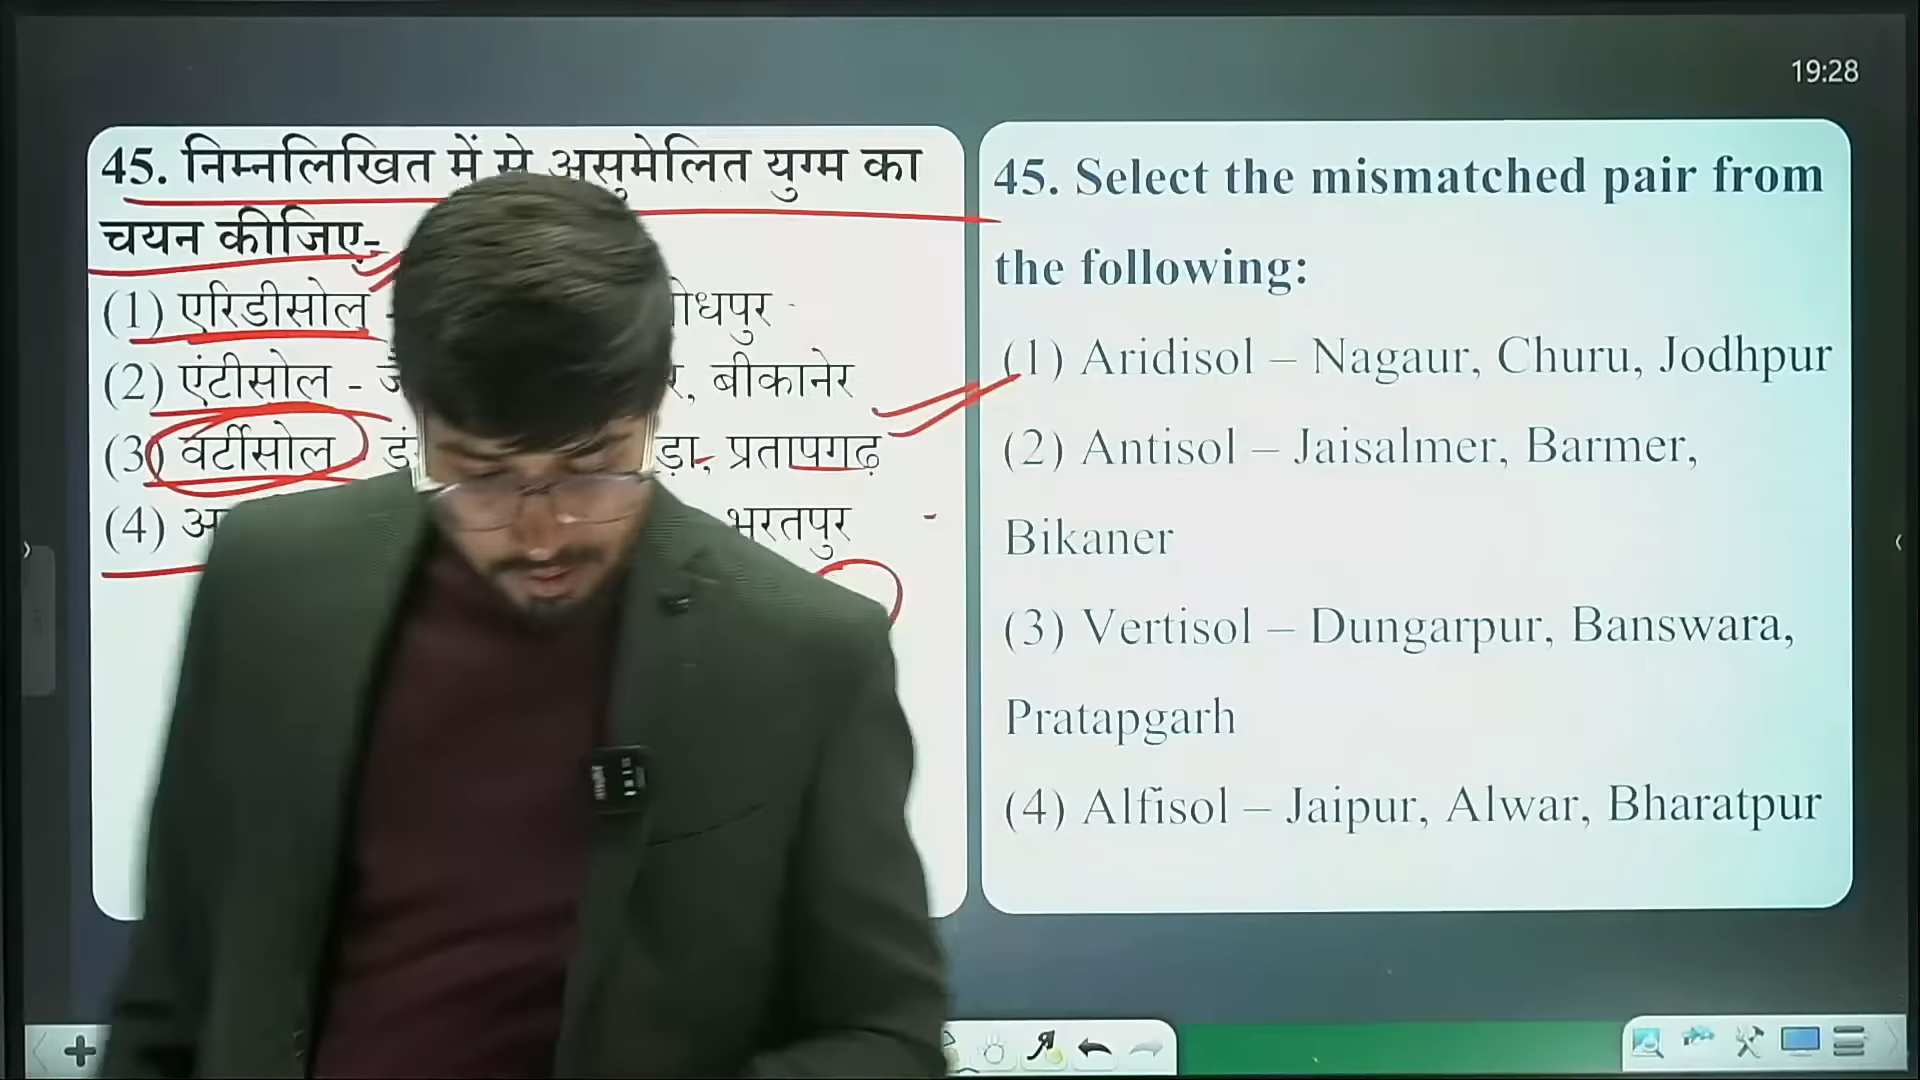 19:28
45. निम्नलिखित में से असुमेलित युग्म का
चयन कीजिए-
(1) एरिडीसोल -
(2) एंटीसोल - बीकानेर
(3) वर्टीसोल प्रतापगढ़
(4) भरतपुर
45. Select the mismatched pair from
the following:
(1) Aridisol – Nagaur, Churu, Jodhpur
(2) Antisol – Jaisalmer, Barmer,
Bikaner
(3) Vertisol – Dungarpur, Banswara,
Pratapgarh
(4) Alfisol – Jaipur, Alwar, Bharatpur